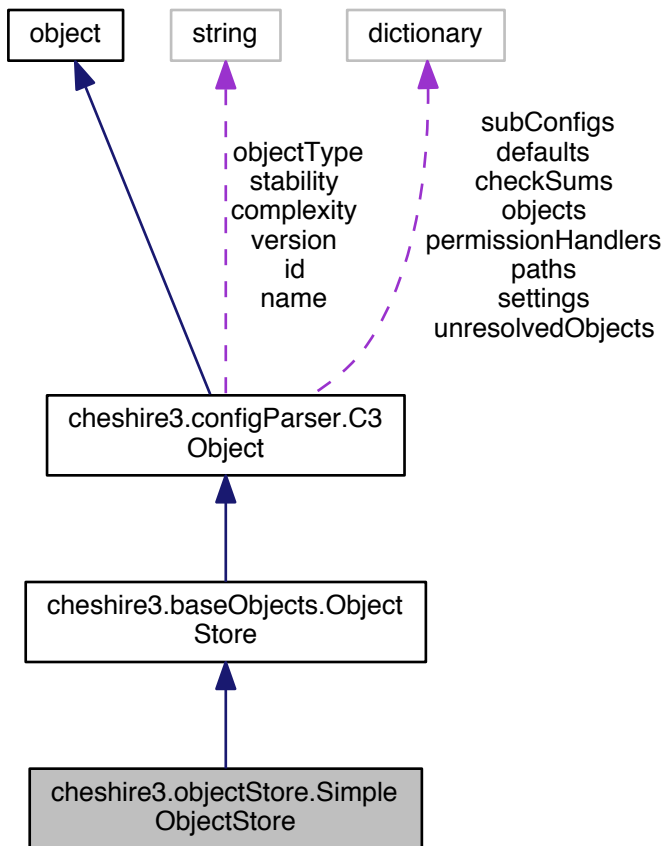 object
string
dictionary
objectType
stability
complexity
version
id
name
subConfigs
defaults
checkSums
objects
permissionHandlers
paths
settings
unresolvedObjects
cheshire3.configParser.C3
Object
cheshire3.baseObjects.Object
Store
cheshire3.objectStore.Simple
ObjectStore